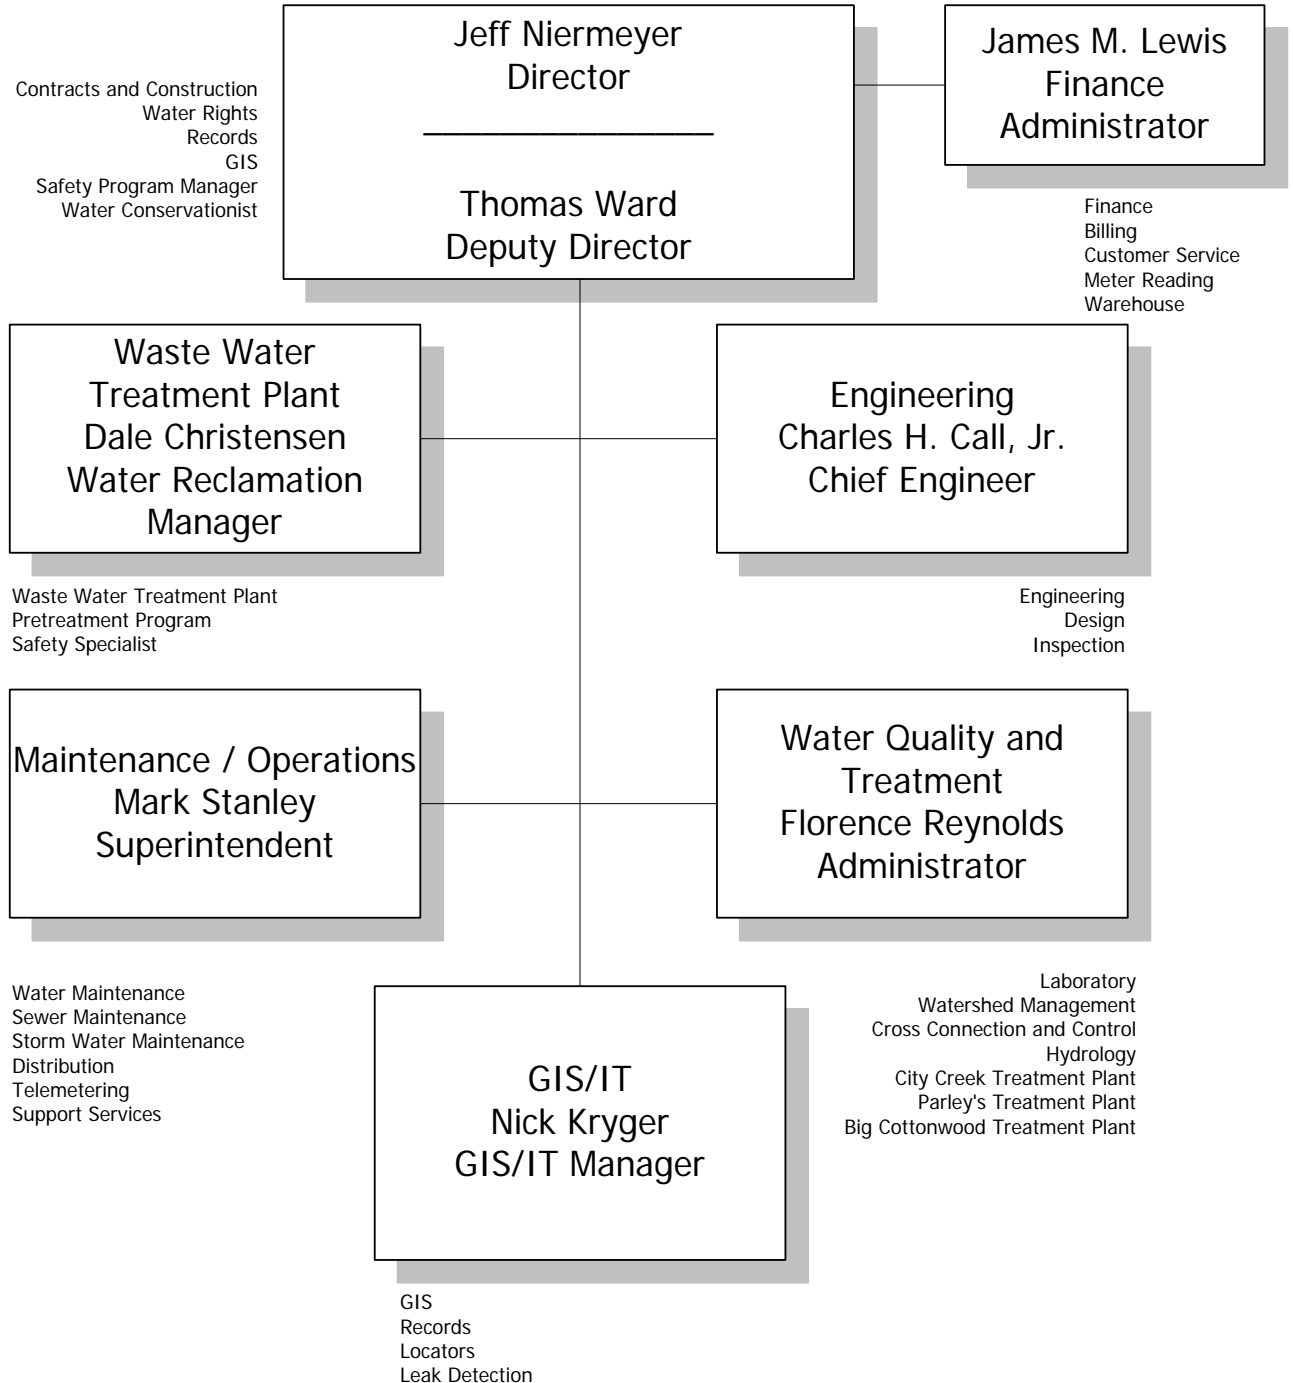 Jeff Niermeyer
Director
Thomas Ward
Deputy Director
Contracts and Construction
Water Rights
Records
GIS
Safety Program Manager
Water Conservationist
James M. Lewis
Finance
Administrator
Finance
Billing
Customer Service
Meter Reading
Warehouse
Waste Water
Treatment Plant
Dale Christensen
Water Reclamation
Manager
Waste Water Treatment Plant
Pretreatment Program
Safety Specialist
Engineering
Charles H. Call, Jr.
Chief Engineer
Engineering
Design
Inspection
Maintenance / Operations
Mark Stanley
Superintendent
Water Maintenance
Sewer Maintenance
Storm Water Maintenance
Distribution
Telemetering
Support Services
Water Quality and
Treatment
Florence Reynolds
Administrator
Laboratory
Watershed Management
Cross Connection and Control
Hydrology
City Creek Treatment Plant
Parley's Treatment Plant
Big Cottonwood Treatment Plant
GIS/IT
Nick Kryger
GIS/IT Manager
GIS
Records
Locators
Leak Detection